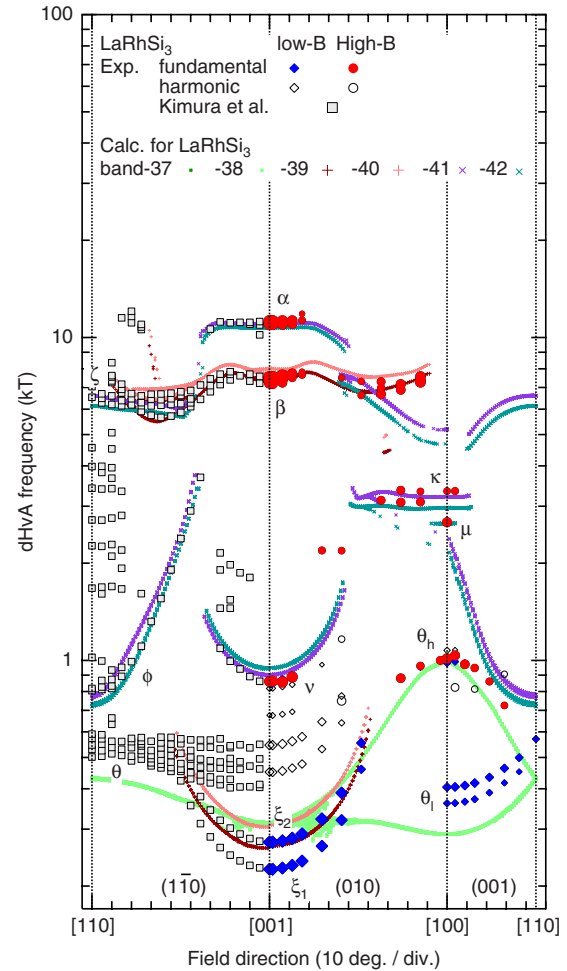 100
LaRhSi3 low-B High-B
Exp. fundamental
harmonic
Kimura et al.
Calc. for LaRhSi3
band-37 -38 -39 -40 -41 -42
α
10
ζ
β
κ
μ
dHvA frequency (kT)
θh
1
ϕ
ν
θ
θl
ξ2
ξ1
(11̅0) (010) (001)
[110] [001] [100] [110]
Field direction (10 deg. / div.)